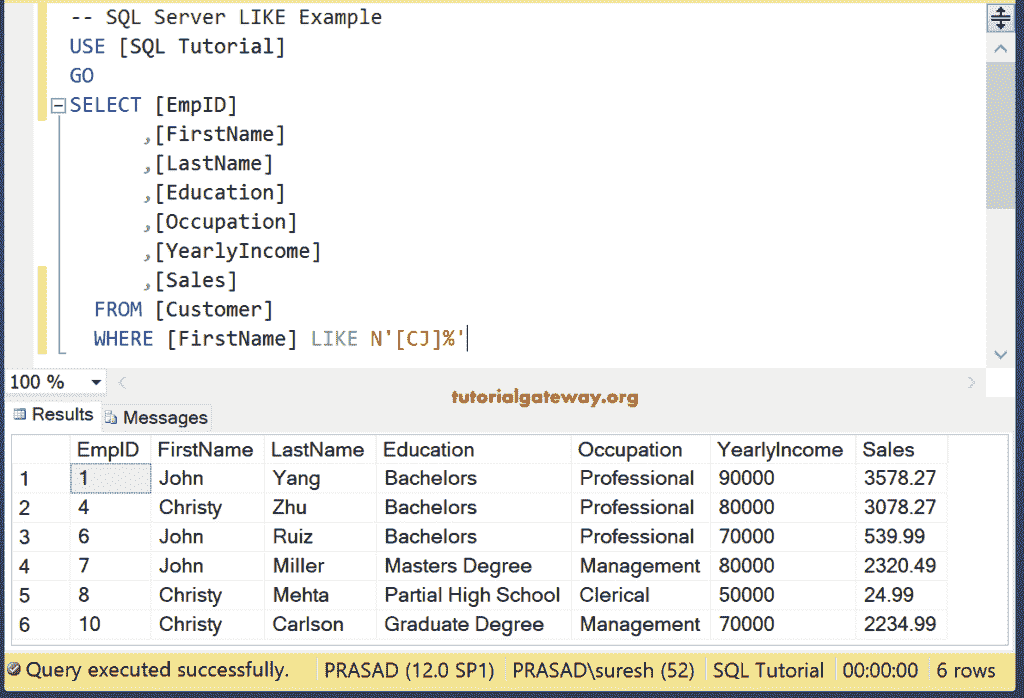 -- SQL Server LIKE Example
USE [SQL Tutorial]
GO
SELECT [EmpID]
,[FirstName]
,[LastName]
,[Education]
,[Occupation]
,[YearlyIncome]
,[Sales]
FROM [Customer]
WHERE [FirstName] LIKE N'[CJ]%'
100 %
tutorialgateway.org
Results Messages
EmpID FirstName LastName Education Occupation YearlyIncome Sales
1 1 John Yang Bachelors Professional 90000 3578.27
2 4 Christy Zhu Bachelors Professional 80000 3078.27
3 6 John Ruiz Bachelors Professional 70000 539.99
4 7 John Miller Masters Degree Management 80000 2320.49
5 8 Christy Mehta Partial High School Clerical 50000 24.99
6 10 Christy Carlson Graduate Degree Management 70000 2234.99
Query executed successfully. PRASAD (12.0 SP1) PRASAD\suresh (52) SQL Tutorial 00:00:00 6 rows